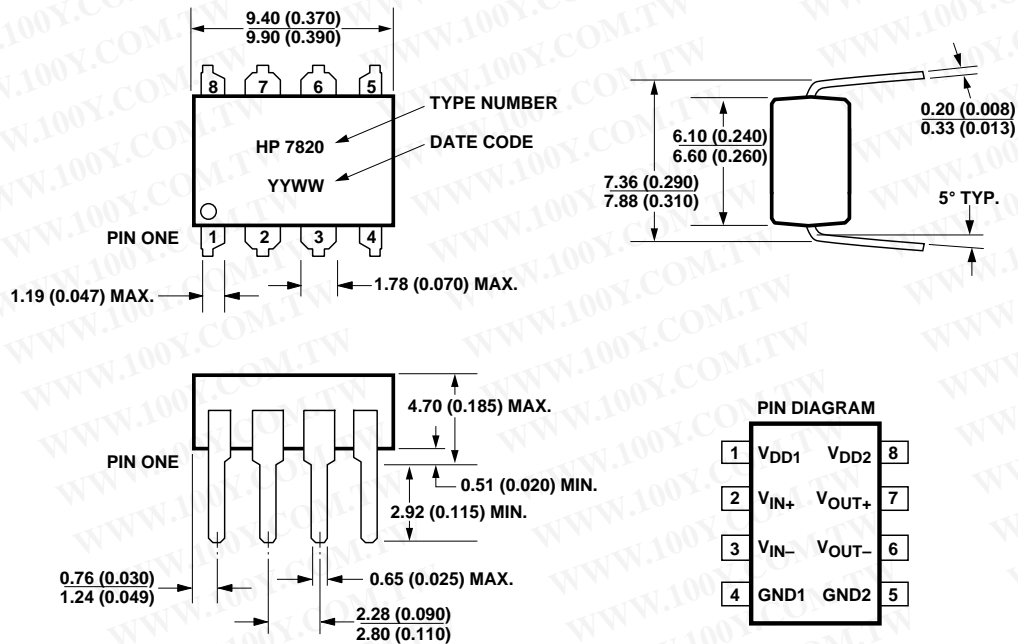 9.40 (0.370)
9.90 (0.390)
8 7 6 5
TYPE NUMBER
HP 7820
DATE CODE
YYWW
PIN ONE
1 2 3 4
1.19 (0.047) MAX.
1.78 (0.070) MAX.
0.20 (0.008)
0.33 (0.013)
6.10 (0.240)
6.60 (0.260)
7.36 (0.290)
7.88 (0.310)
5° TYP.
4.70 (0.185) MAX.
PIN ONE
0.51 (0.020) MIN.
2.92 (0.115) MIN.
0.76 (0.030)
1.24 (0.049)
0.65 (0.025) MAX.
2.28 (0.090)
2.80 (0.110)
PIN DIAGRAM
1 VDD1 VDD2 8
2 VIN+ VOUT+ 7
3 VIN– VOUT– 6
4 GND1 GND2 5
WWW.100Y.COM.TW